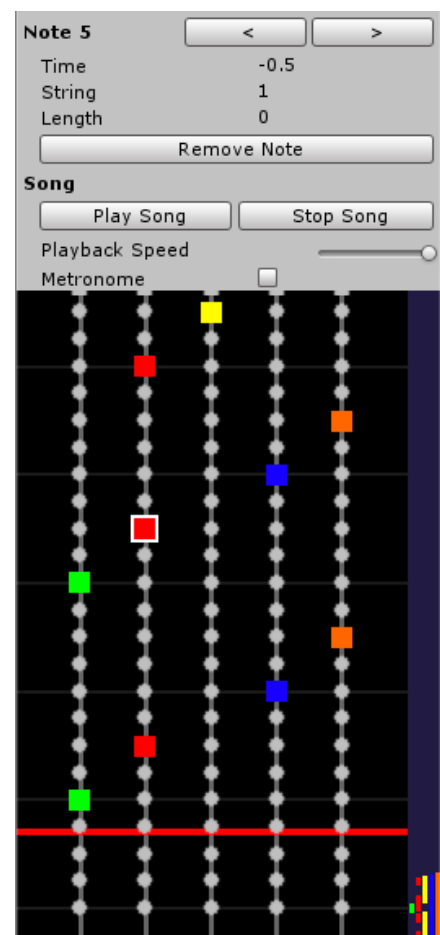 Note 5 < >
Time -0.5
String 1
Length 0
Remove Note
Song
Play Song Stop Song
Playback Speed
Metronome